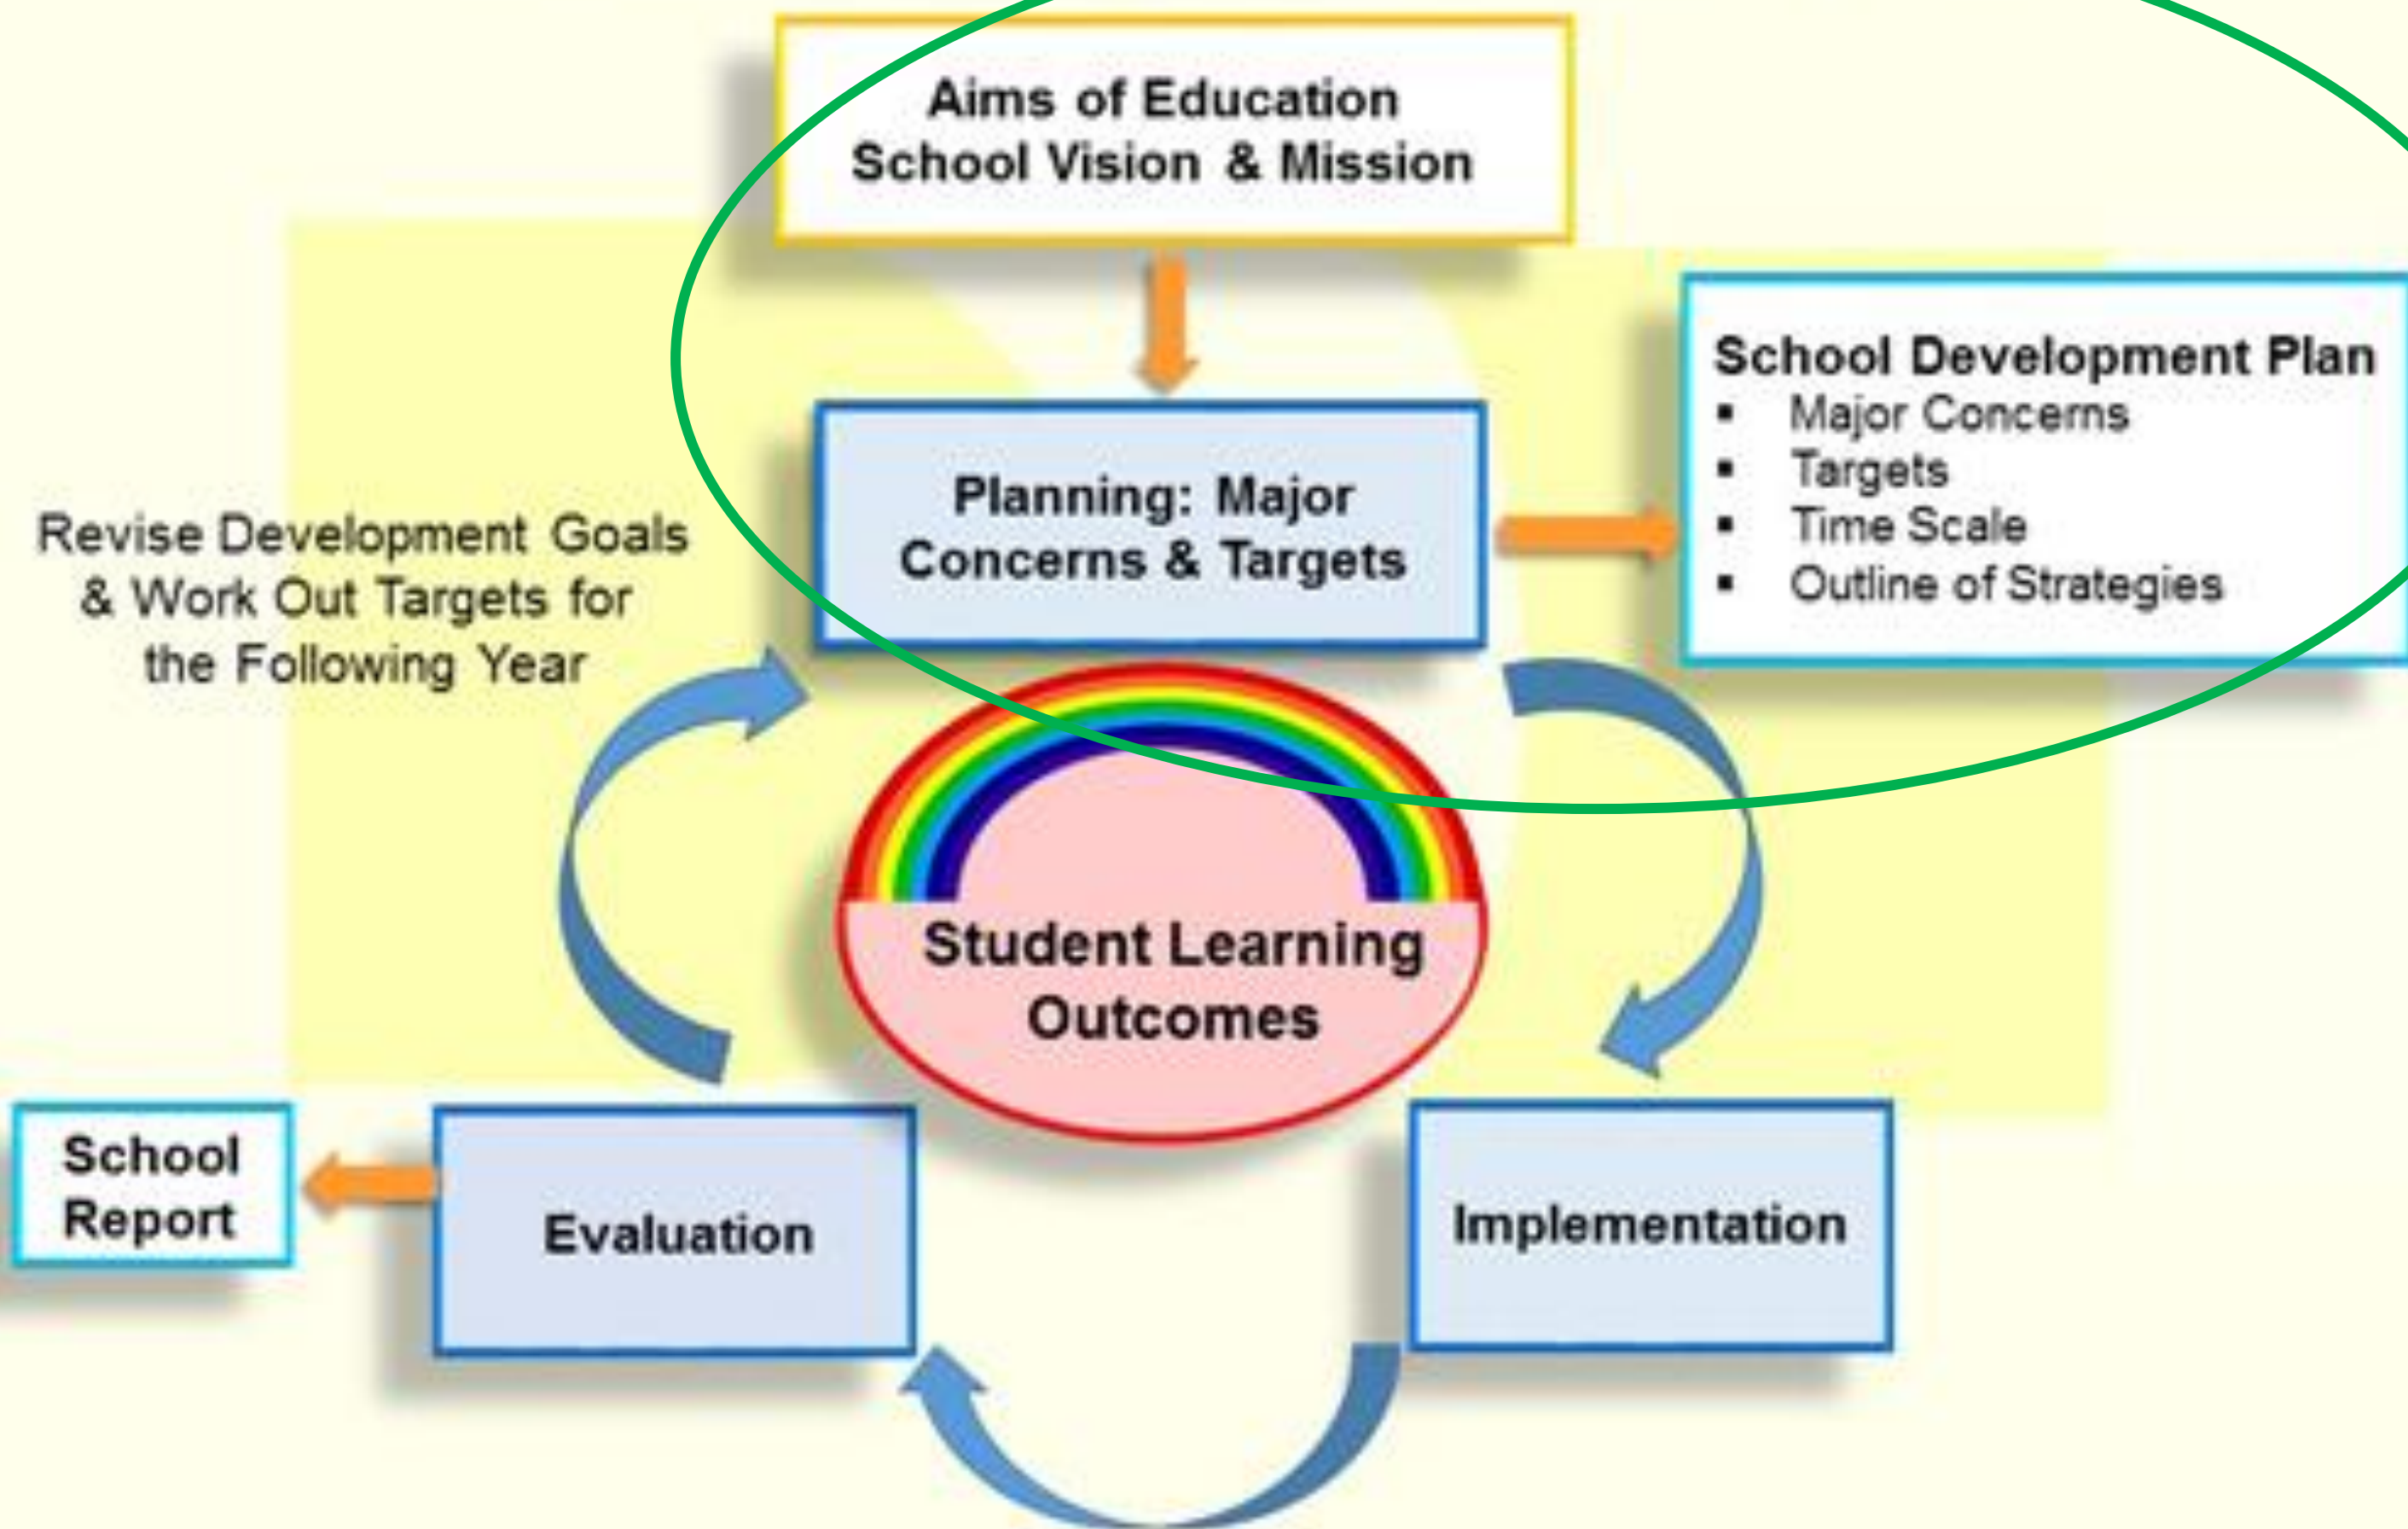 Aims of Education
School Vision & Mission
Planning: Major
Concerns & Targets
School Development Plan
▪ Major Concerns
▪ Targets
▪ Time Scale
▪ Outline of Strategies
Revise Development Goals
& Work Out Targets for
the Following Year
Student Learning
Outcomes
School
Report
Evaluation
Implementation